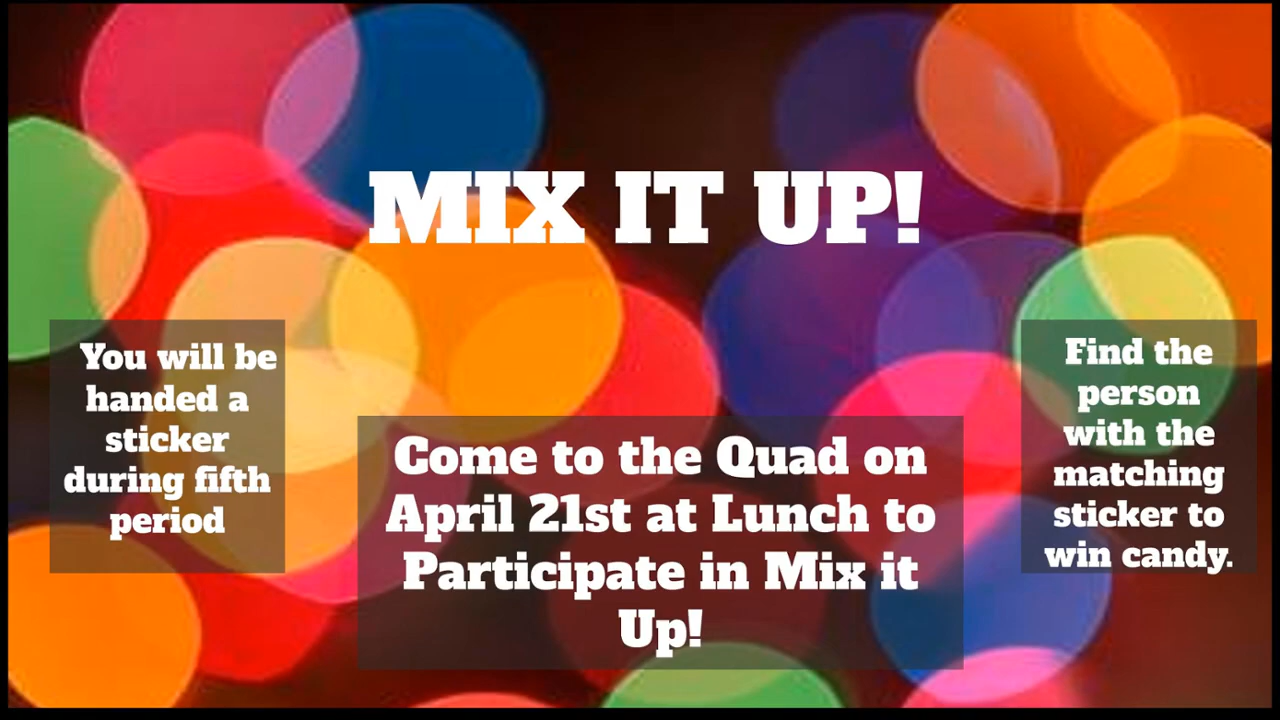 MIX IT UP!
You will be
handed a
sticker
during fifth
period
Come to the Quad on
April 21st at Lunch to
Participate in Mix it
Up!
Find the
person
with the
matching
sticker to
win candy.